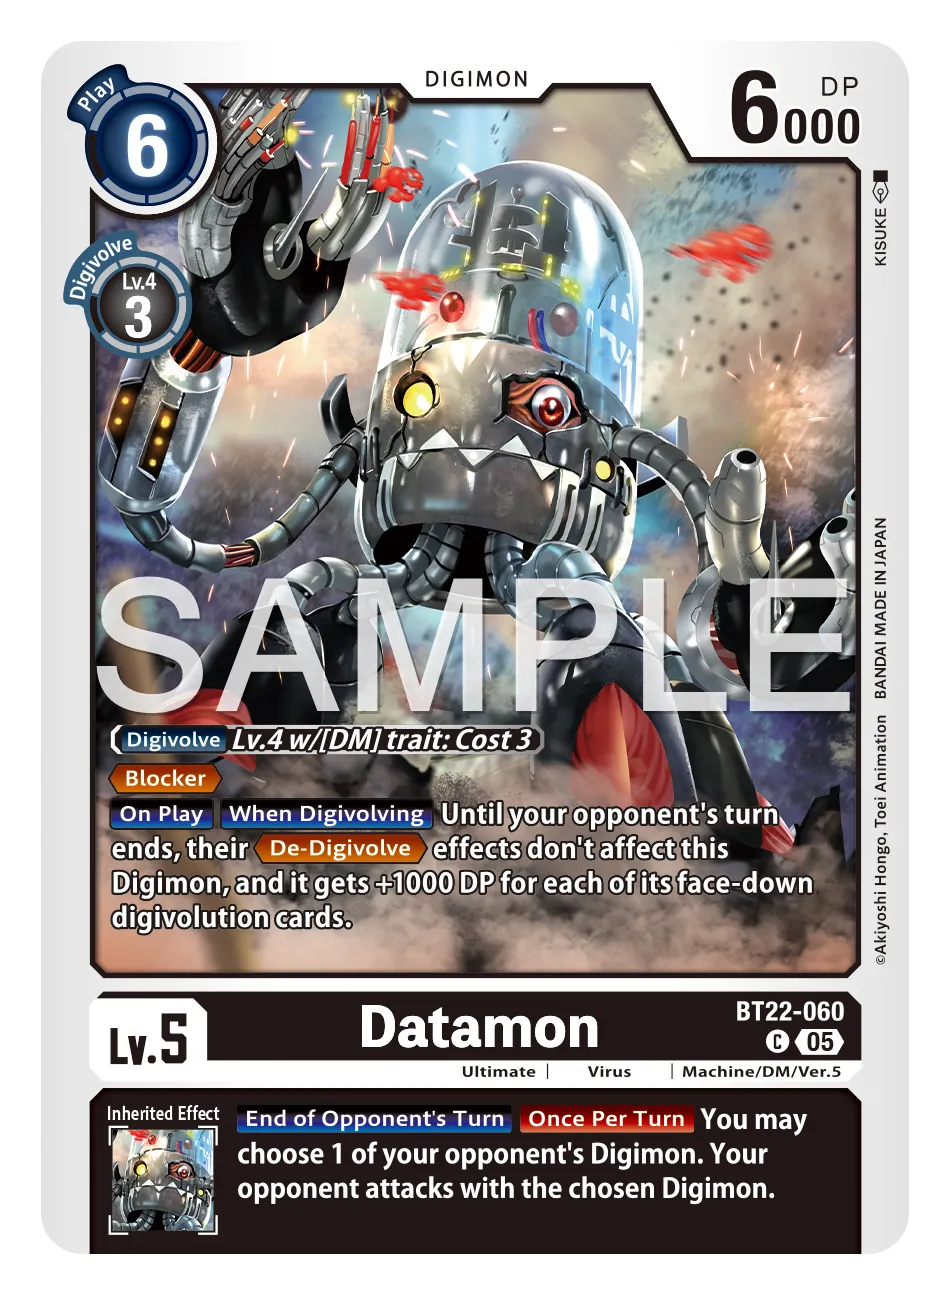 DIGIMON
Play
6
6000
DP
Digivolve
Lv.4
3
KISUKE
SAMPLE
BANDAI MADE IN JAPAN
©Akiyoshi Hongo, Toei Animation
Digivolve Lv.4 w/[DM] trait: Cost 3
Blocker
On Play When Digivolving Until your opponent's turn
ends, their De-Digivolve effects don't affect this
Digimon, and it gets +1000 DP for each of its face-down
digivolution cards.
Lv.5
Datamon
BT22-060
C 05
Ultimate | Virus | Machine/DM/Ver.5
Inherited Effect
End of Opponent's Turn Once Per Turn You may
choose 1 of your opponent's Digimon. Your
opponent attacks with the chosen Digimon.